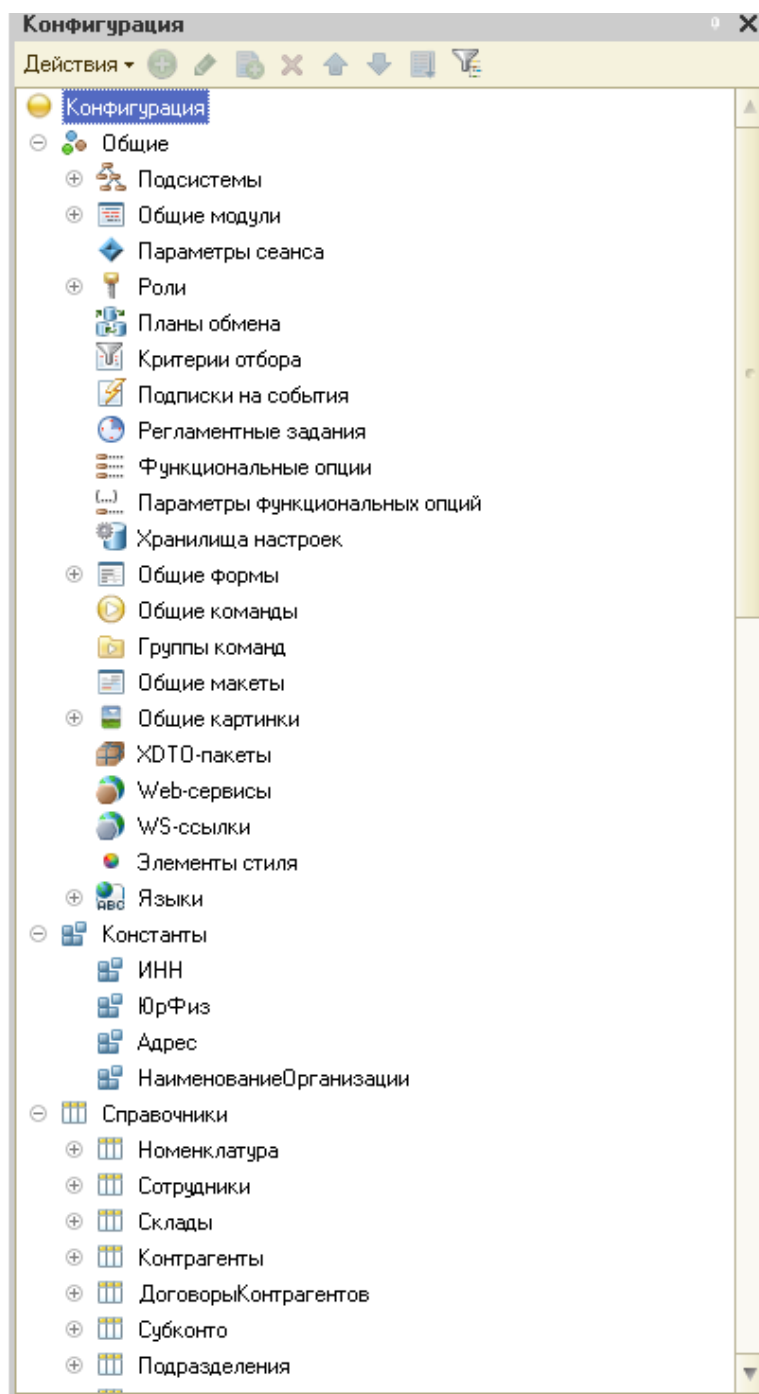 Конфигурация
Действия
Конфигурация
Общие
Подсистемы
Общие модули
Параметры сеанса
Роли
Планы обмена
Критерии отбора
Подписки на события
Регламентные задания
Функциональные опции
(...) Параметры функциональных опций
Хранилища настроек
Общие формы
Общие команды
Группы команд
Общие макеты
Общие картинки
XDTO-пакеты
Web-сервисы
WS-ссылки
Элементы стиля
ABC Языки
Константы
ИНН
ЮрФиз
Адрес
НаименованиеОрганизации
Справочники
Номенклатура
Сотрудники
Склады
Контрагенты
ДоговорыКонтрагентов
Субконто
Подразделения